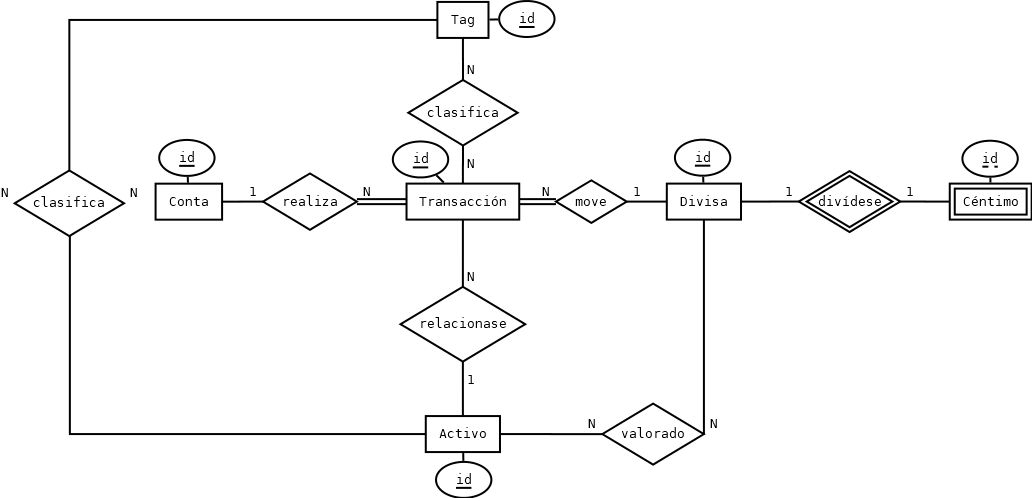 Tag
id
N
clasifica
id
id
N
id
id
N
clasifica
N
Conta
1
realiza
N
Transacción
N
move
1
Divisa
1
divídese
1
Céntimo
N
relacionase
1
Activo
N
valorado
N
id